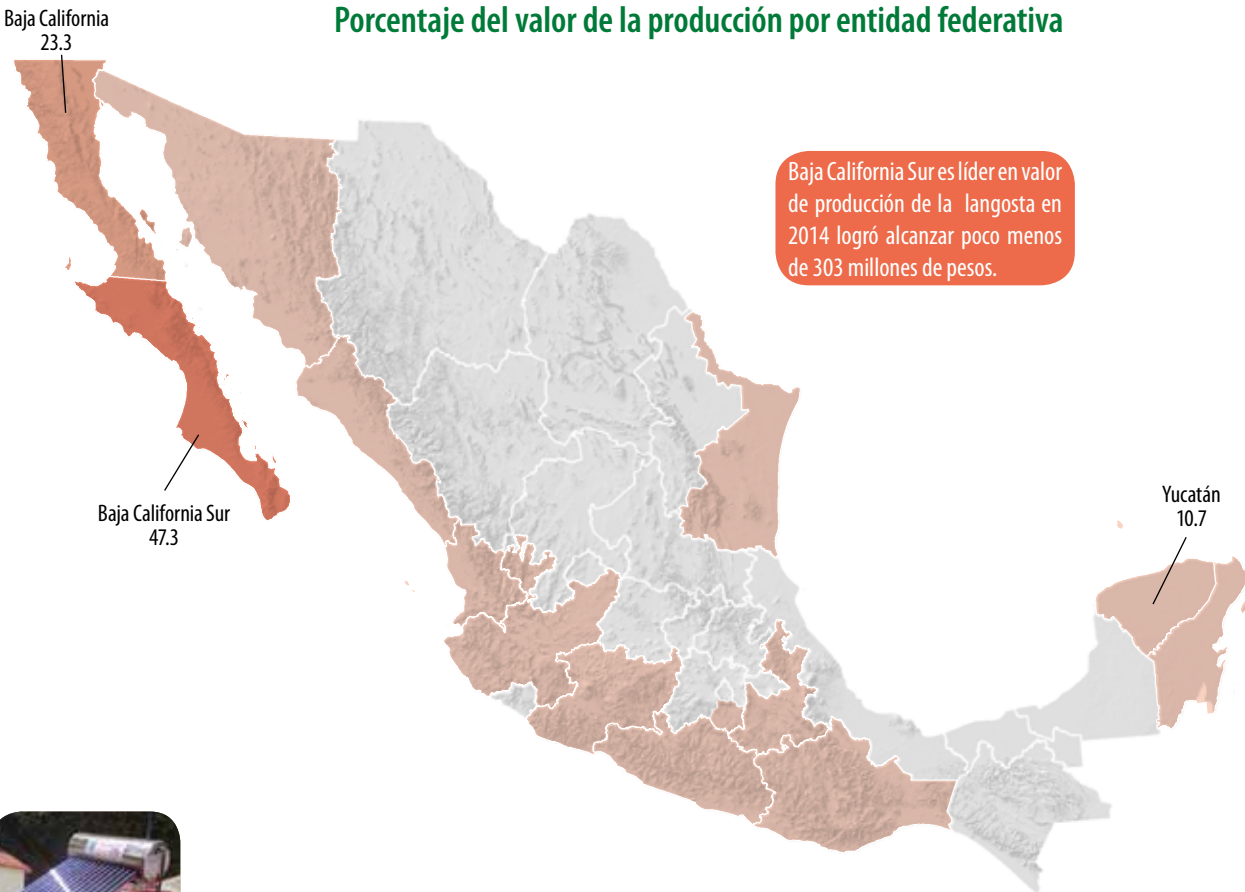 Porcentaje del valor de la producción por entidad federativa
Baja California
23.3
Baja California Sur es líder en valor
de producción de la langosta en
2014 logró alcanzar poco menos
de 303 millones de pesos.
Baja California Sur
47.3
Yucatán
10.7